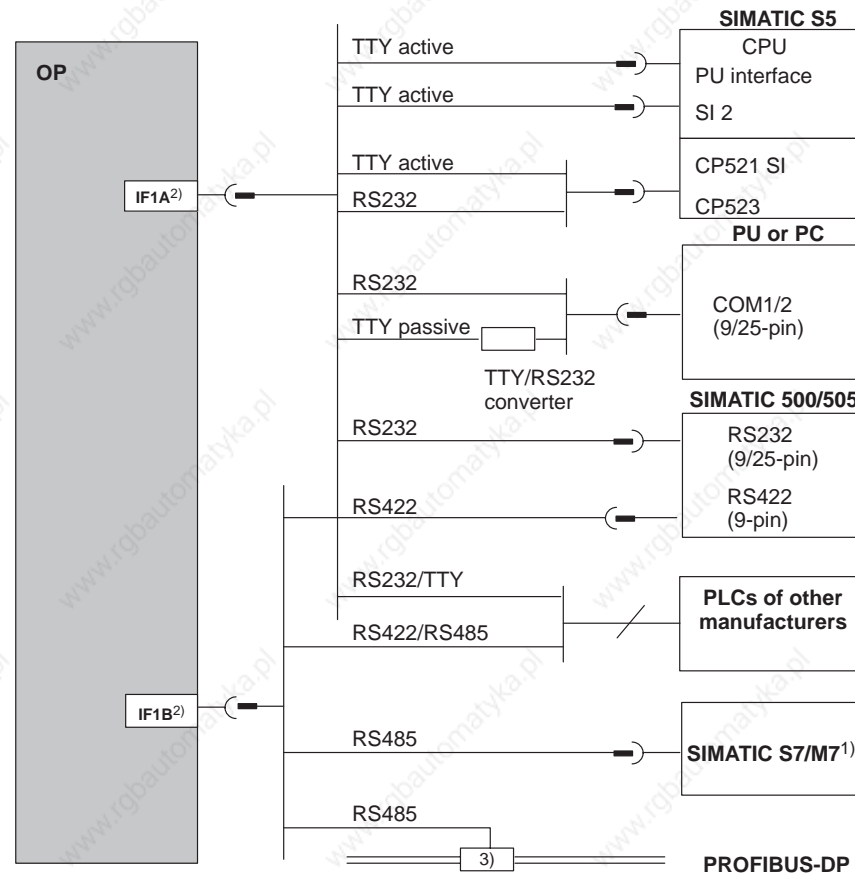 SIMATIC S5
OP
TTY active
CPU
PU interface
TTY active
SI 2
TTY active
CP521 SI
IF1A2)
RS232
CP523
PU or PC
RS232
COM1/2
(9/25-pin)
TTY passive
TTY/RS232
converter
SIMATIC 500/505
RS232
RS232
(9/25-pin)
RS422
RS422
(9-pin)
RS232/TTY
PLCs of other
manufacturers
RS422/RS485
IF1B2)
RS485
SIMATIC S7/M71)
RS485
3)
PROFIBUS-DP
www.rgbautomatyka.pl